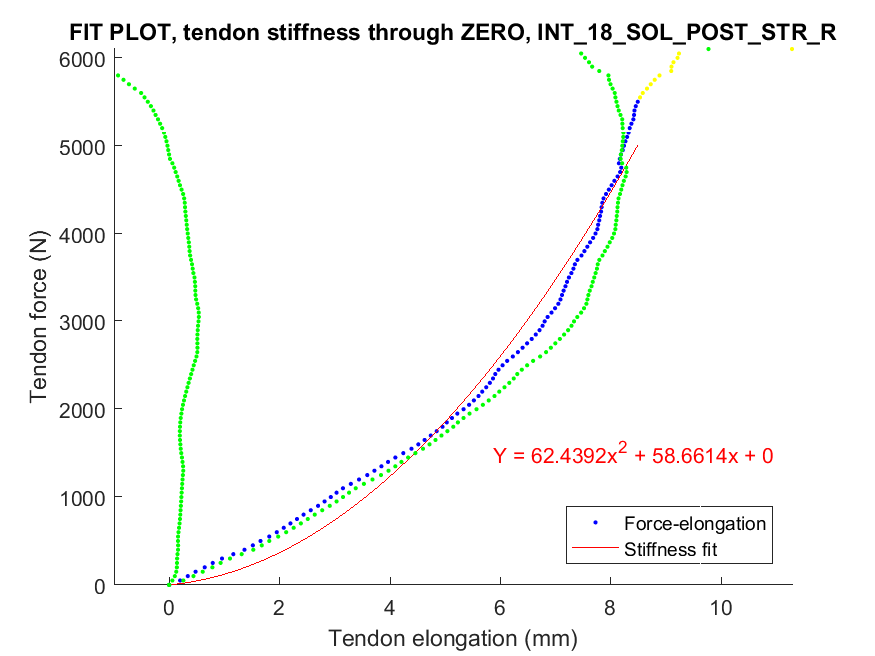 FIT PLOT, tendon stiffness through ZERO, INT_18_SOL_POST_STR_R
6000
5000
4000
3000
2000
1000
0
Tendon force (N)
Y = 62.4392x² + 58.6614x + 0
Force-elongation
Stiffness fit
0 2 4 6 8 10
Tendon elongation (mm)